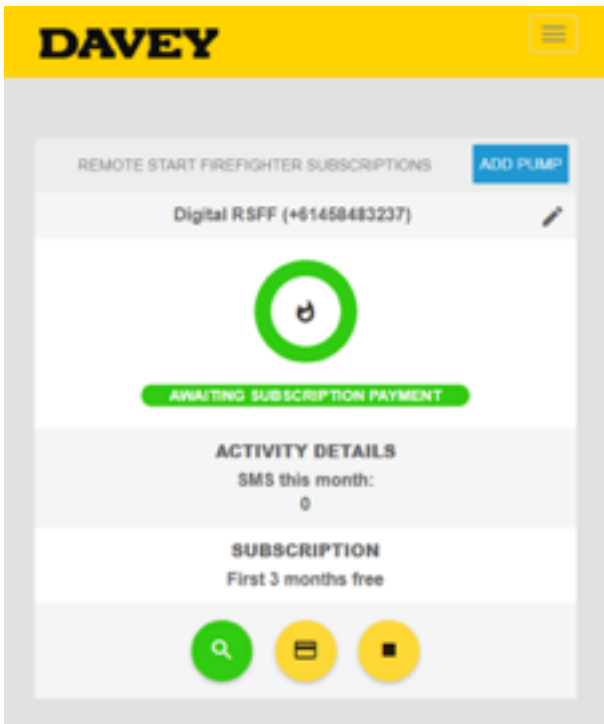 DAVEY
REMOTE START FIREFIGHTER SUBSCRIPTIONS
ADD PUMP
Digital RSFF (+61458483237)
AWAITING SUBSCRIPTION PAYMENT
ACTIVITY DETAILS
SMS this month:
0
SUBSCRIPTION
First 3 months free